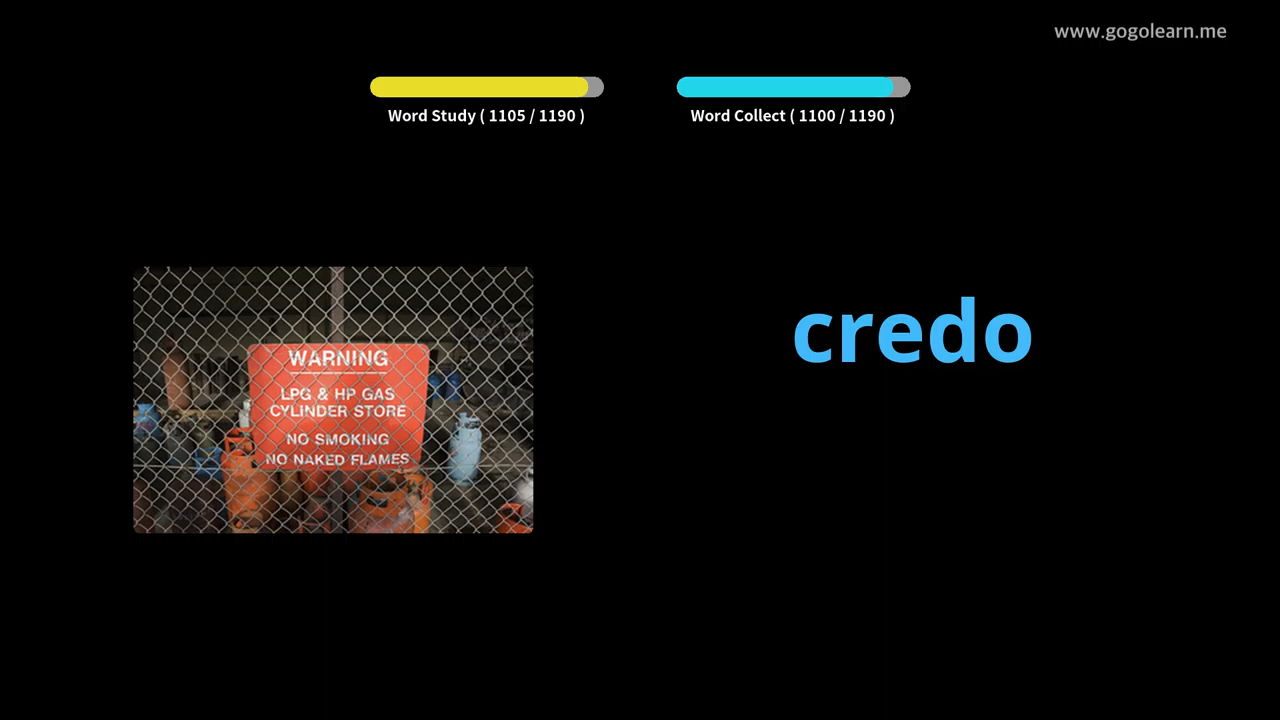 www.gogolearn.me
Word Study ( 1105 / 1190 )
Word Collect ( 1100 / 1190 )
credo
WARNING
LPG & HP GAS
CYLINDER STORE
NO SMOKING
NO NAKED FLAMES